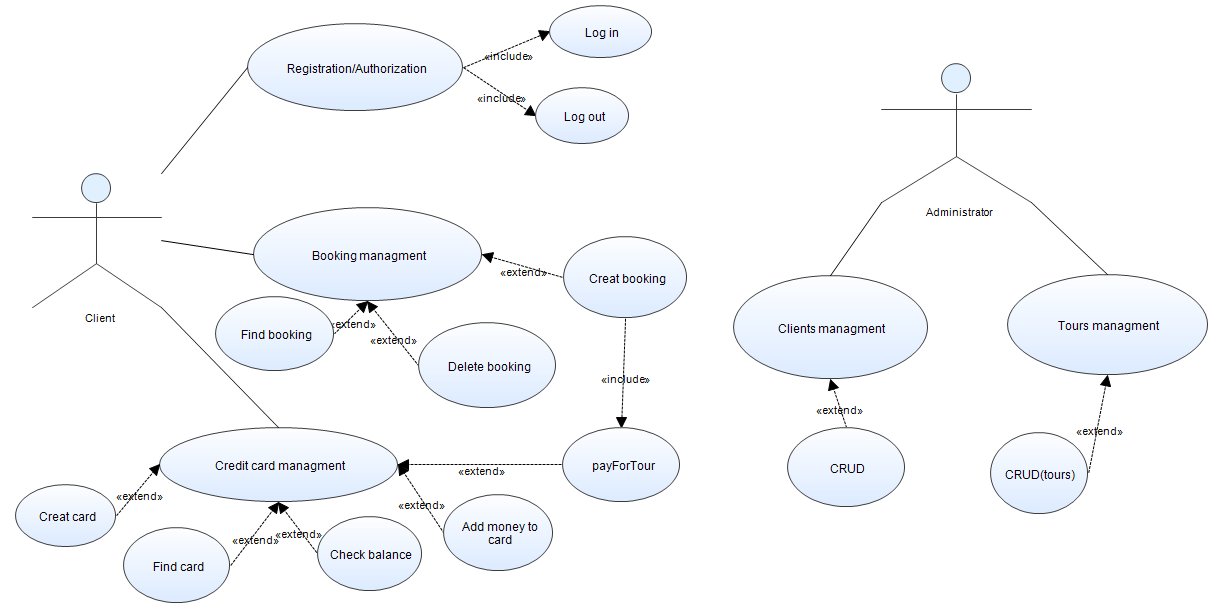 Log in
Registration/Authorization
«include»
«include»
Log out
Client
Booking managment
«extend»
Creat booking
Find booking
extend»
«extend»
Delete booking
«include»
Credit card managment
«extend»
payForTour
Creat card
«extend»
Find card
«extend»
«extend»
Check balance
«extend»
Add money to
card
Administrator
Clients managment
Tours managment
«extend»
CRUD
«extend»
CRUD(tours)